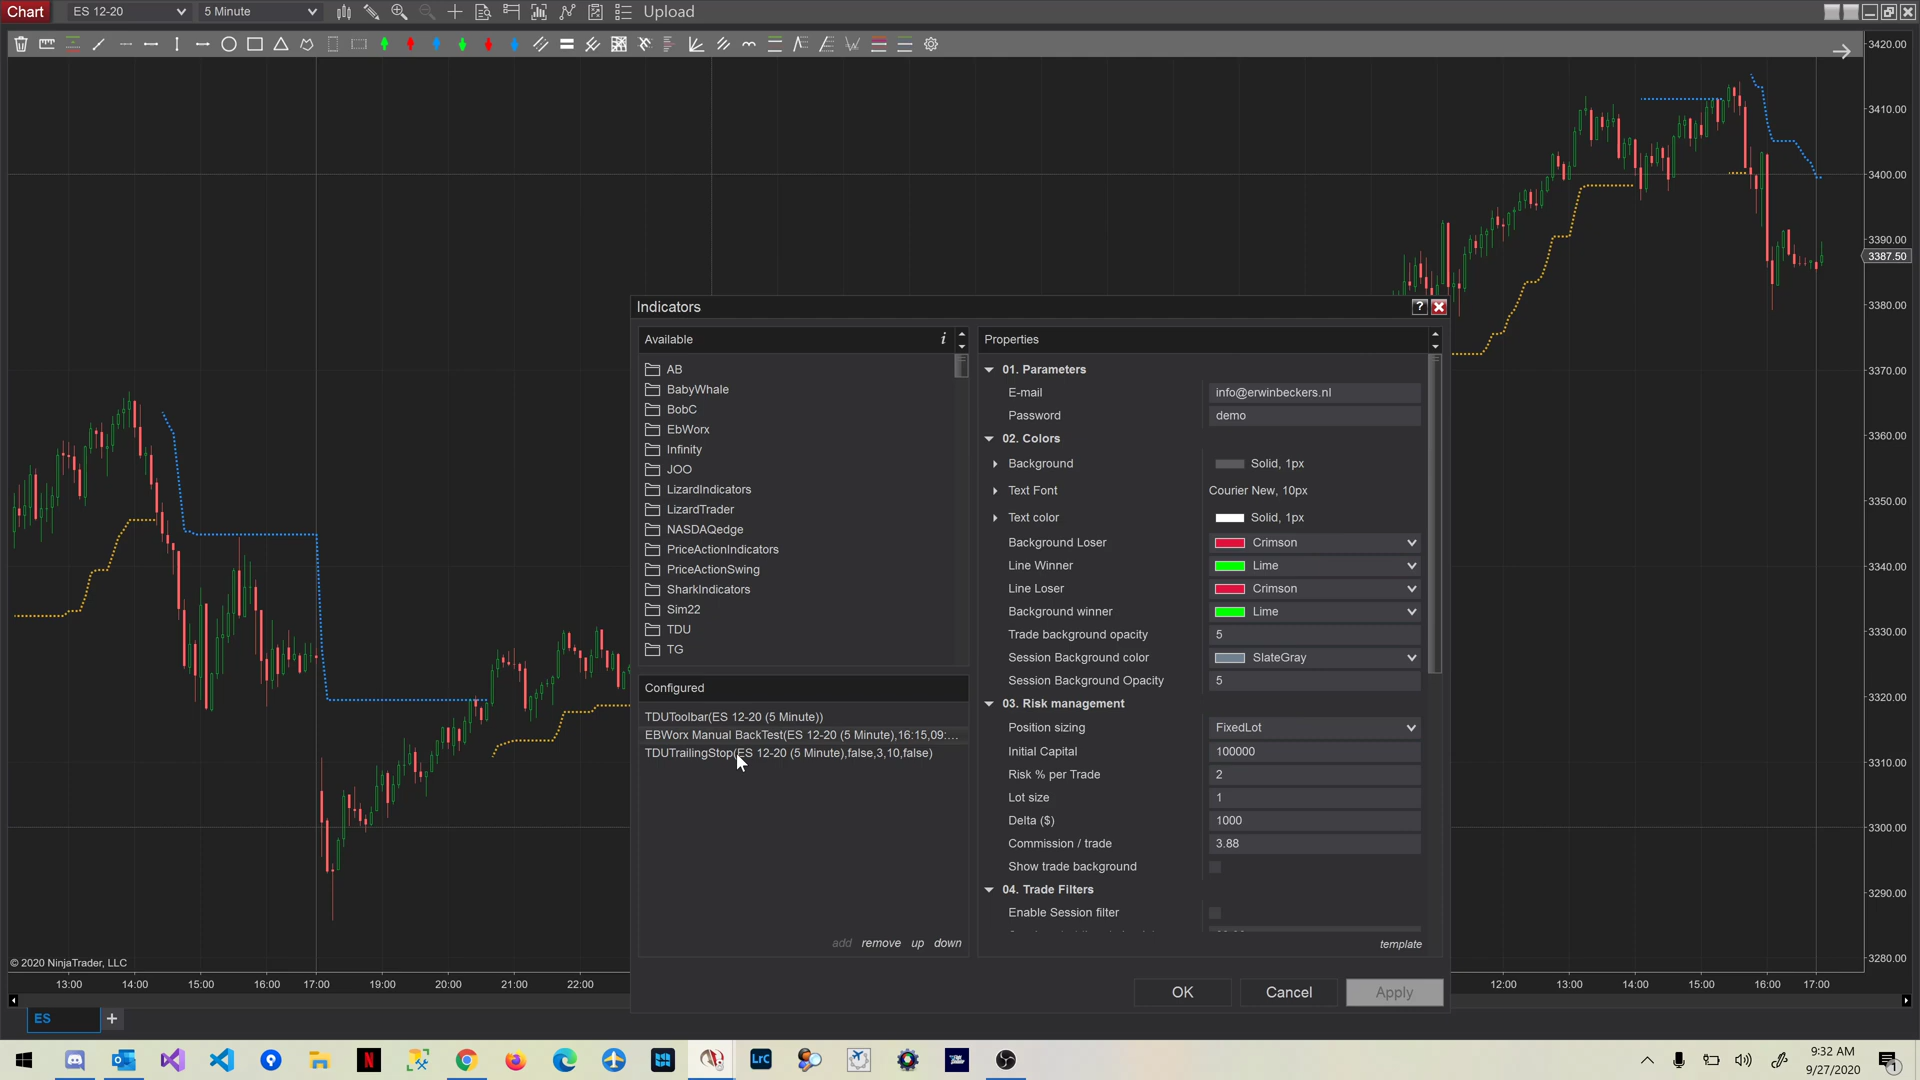 Chart
ES 12-20
5 Minute
Upload
3420.00
3410.00
3400.00
3390.00
3387.50
3380.00
3370.00
3360.00
3350.00
3340.00
3330.00
3320.00
3310.00
3300.00
3290.00
3280.00
Indicators
?
Available
i
AB
BabyWhale
BobC
EbWorx
Infinity
JOO
LizardIndicators
LizardTrader
NASDAQedge
PriceActionIndicators
PriceActionSwing
SharkIndicators
Sim22
TDU
TG
Configured
TDUToolbar(ES 12-20 (5 Minute))
EBWorx Manual BackTest(ES 12-20 (5 Minute),16:15,09:...
TDUTrailingStop(ES 12-20 (5 Minute),false,3,10,false)
add remove up down
Properties
01. Parameters
E-mail info@erwinbeckers.nl
Password demo
02. Colors
Background Solid, 1px
Text Font Courier New, 10px
Text color Solid, 1px
Background Loser Crimson
Line Winner Lime
Line Loser Crimson
Background winner Lime
Trade background opacity 5
Session Background color SlateGray
Session Background Opacity 5
03. Risk management
Position sizing FixedLot
Initial Capital 100000
Risk % per Trade 2
Lot size 1
Delta ($) 1000
Commission / trade 3.88
Show trade background
04. Trade Filters
Enable Session filter
template
OK Cancel Apply
© 2020 NinjaTrader, LLC
13:00 14:00 15:00 16:00 17:00 19:00 20:00 21:00 22:00 12:00 13:00 14:00 15:00 16:00 17:00
ES +
LrC
9:32 AM
9/27/2020
1